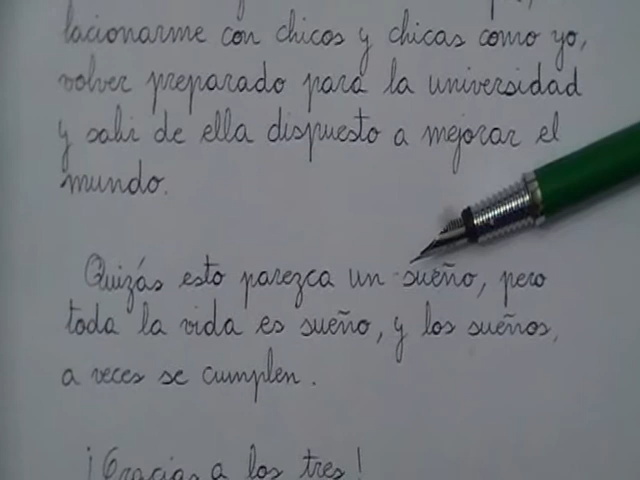 lacionarme con chicos y chicas como yo,
volver preparado para la universidad
y salir de ella dispuesto a mejorar el
mundo.
Quizás esto parezca un sueño, pero
toda la vida es sueño, y los sueños,
a veces se cumplen.
¡Gracias a los tres!